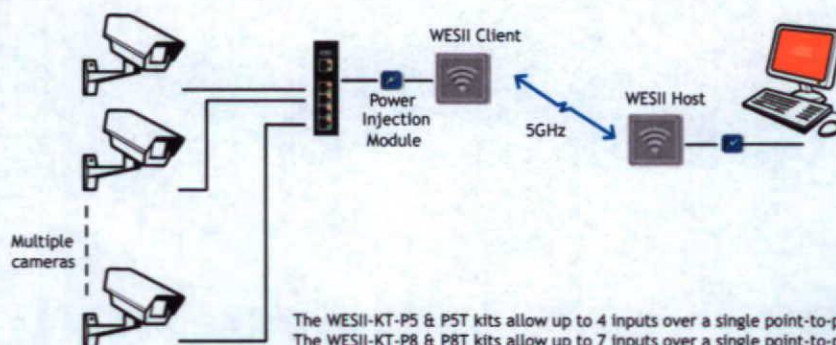 WESII Client
Power
Injection
Module
5GHz
WESII Host
Multiple
cameras
The WESII-KT-P5 & P5T kits allow up to 4 inputs over a single point-to-p
The WESII-KT-P8 & P8T kits allow up to 7 inputs over a single point-to-p